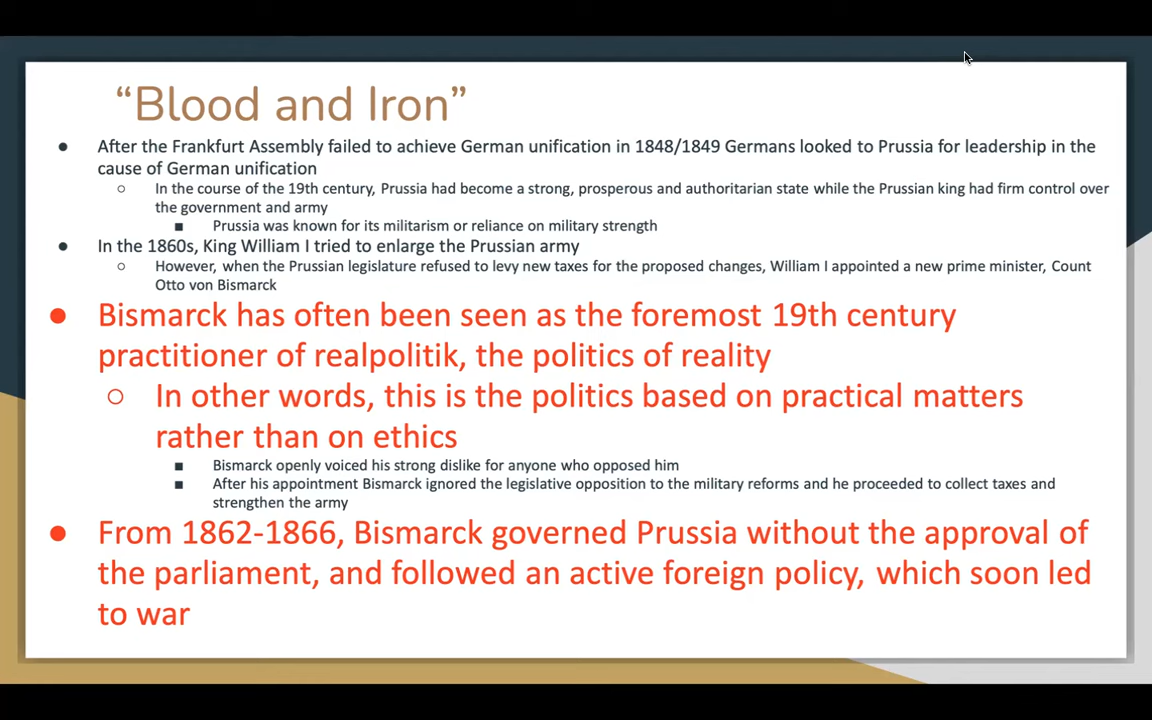 “Blood and Iron”
● After the Frankfurt Assembly failed to achieve German unification in 1848/1849 Germans looked to Prussia for leadership in the
cause of German unification
○ In the course of the 19th century, Prussia had become a strong, prosperous and authoritarian state while the Prussian king had firm control over
the government and army
■ Prussia was known for its militarism or reliance on military strength
● In the 1860s, King William I tried to enlarge the Prussian army
○ However, when the Prussian legislature refused to levy new taxes for the proposed changes, William I appointed a new prime minister, Count
Otto von Bismarck
● Bismarck has often been seen as the foremost 19th century
practitioner of realpolitik, the politics of reality
○ In other words, this is the politics based on practical matters
rather than on ethics
■ Bismarck openly voiced his strong dislike for anyone who opposed him
■ After his appointment Bismarck ignored the legislative opposition to the military reforms and he proceeded to collect taxes and
strengthen the army
● From 1862-1866, Bismarck governed Prussia without the approval of
the parliament, and followed an active foreign policy, which soon led
to war